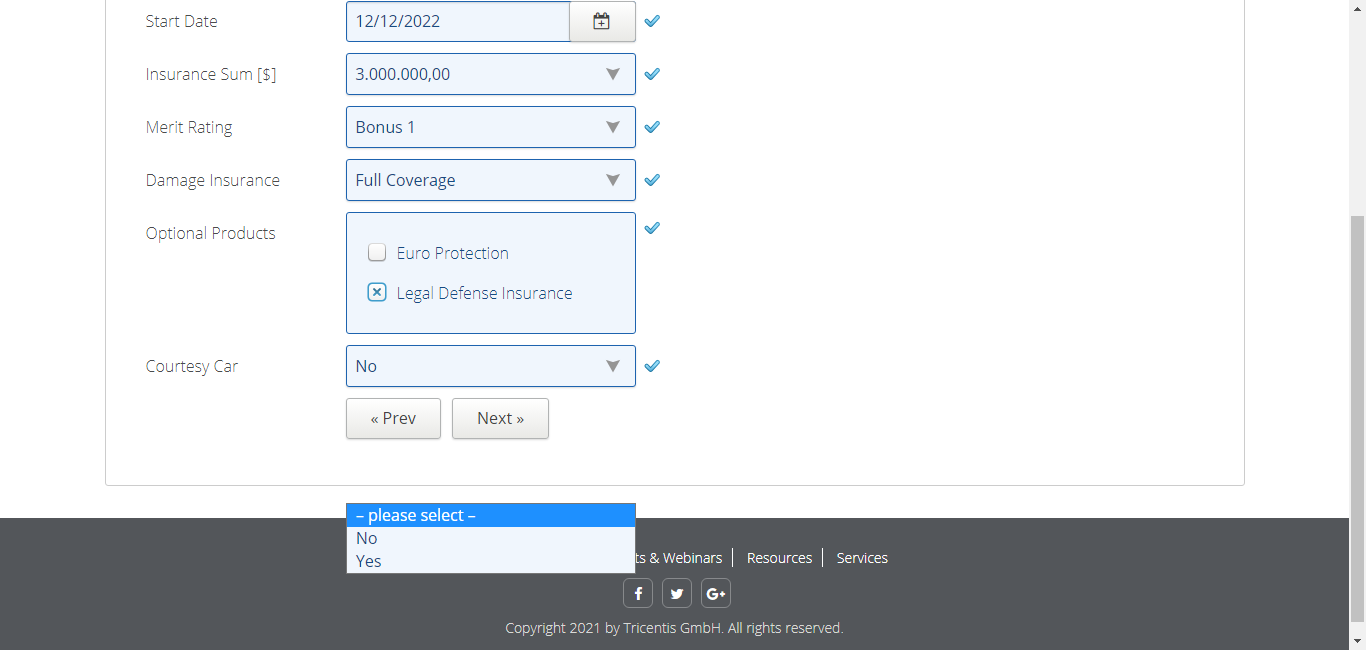 Start Date 12/12/2022
Insurance Sum [$] 3.000.000,00
Merit Rating Bonus 1
Damage Insurance Full Coverage
Optional Products
Euro Protection
Legal Defense Insurance
Courtesy Car No
« Prev Next »
– please select –
No
Yes
ts & Webinars Resources Services
Copyright 2021 by Tricentis GmbH. All rights reserved.